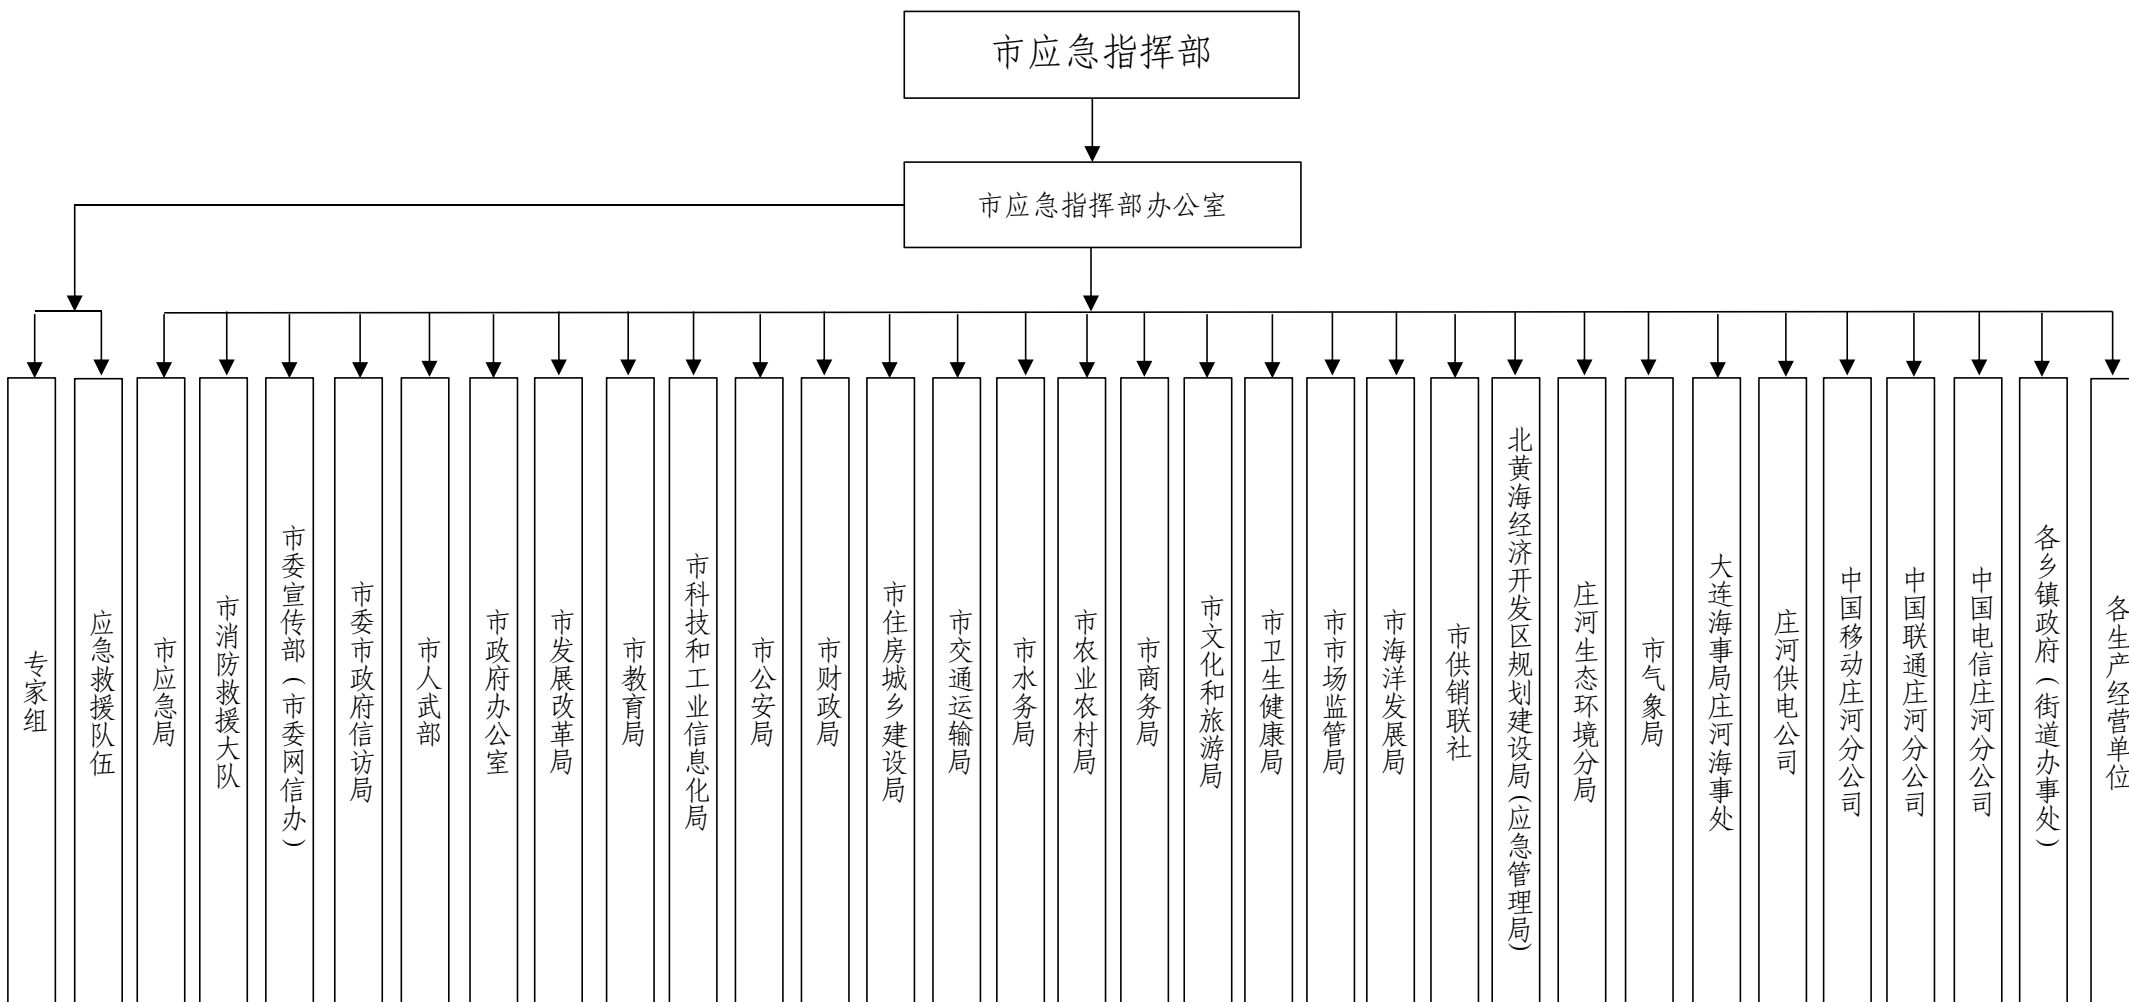 市应急指挥部
市应急指挥部办公室
专家组
应急救援队伍
市应急局
市消防救援大队
市委宣传部（市委网信办）
市委市政府信访局
市人武部
市政府办公室
市发展改革局
市教育局
市科技和工业信息化局
市公安局
市财政局
市住房城乡建设局
市交通运输局
市水务局
市农业农村局
市商务局
市文化和旅游局
市卫生健康局
市市场监管局
市海洋发展局
市供销联社
北黄海经济开发区规划建设局(应急管理局)
庄河生态环境分局
市气象局
大连海事局庄河海事处
庄河供电公司
中国移动庄河分公司
中国联通庄河分公司
中国电信庄河分公司
各乡镇政府（街道办事处）
各生产经营单位